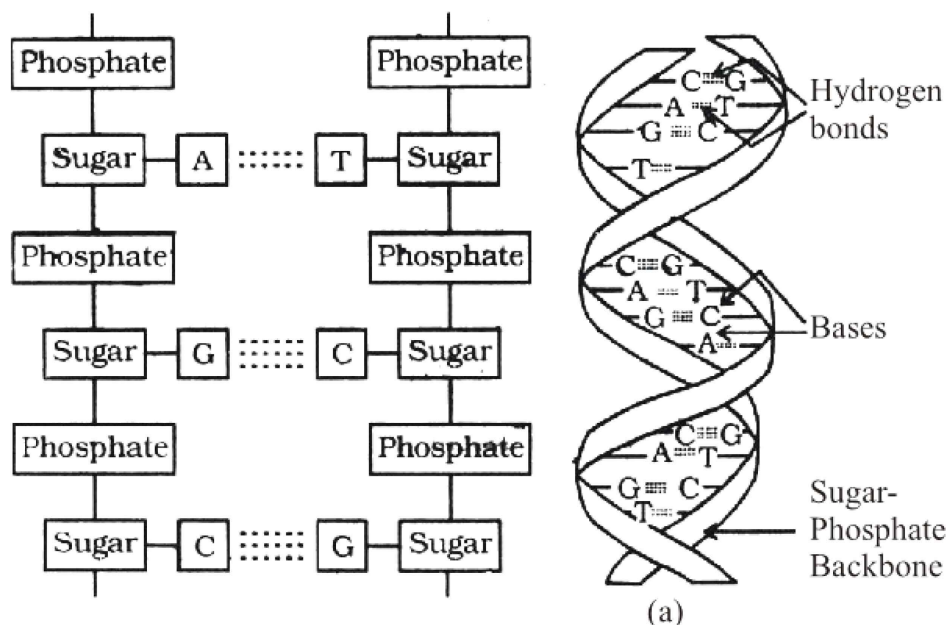 Phosphate Phosphate
Sugar A T Sugar
Phosphate Phosphate
Sugar G C Sugar
Phosphate Phosphate
Sugar C G Sugar
C G
A T
G C
T
C G
A T
G C
A
C G
A T
G C
T
Hydrogen
bonds
Bases
Sugar-
Phosphate
Backbone
(a)